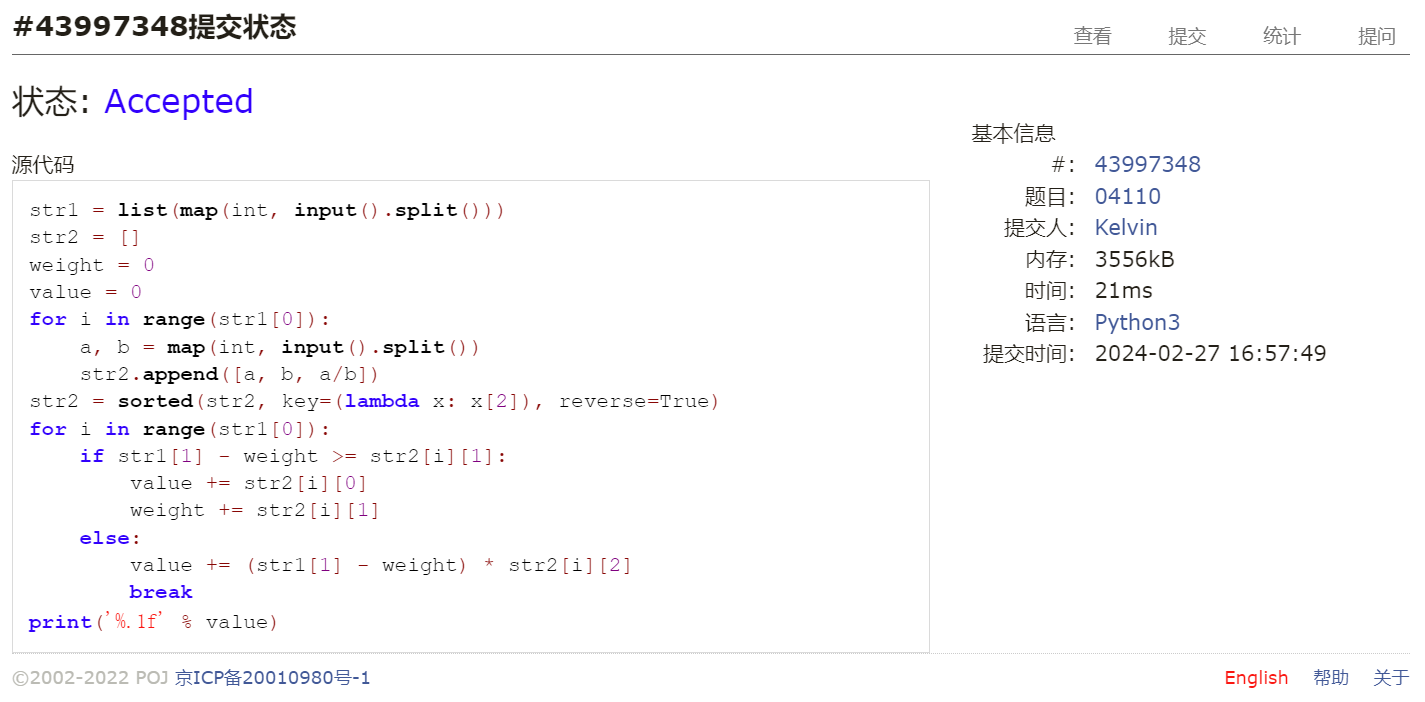 #43997348提交状态
查看 提交 统计 提问
状态: Accepted
源代码
str1 = list(map(int, input().split()))
str2 = []
weight = 0
value = 0
for i in range(str1[0]):
    a, b = map(int, input().split())
    str2.append([a, b, a/b])
str2 = sorted(str2, key=(lambda x: x[2]), reverse=True)
for i in range(str1[0]):
    if str1[1] - weight >= str2[i][1]:
        value += str2[i][0]
        weight += str2[i][1]
    else:
        value += (str1[1] - weight) * str2[i][2]
        break
print('%.1f' % value)
基本信息
#: 43997348
题目: 04110
提交人: Kelvin
内存: 3556kB
时间: 21ms
语言: Python3
提交时间: 2024-02-27 16:57:49
©2002-2022 POJ 京ICP备20010980号-1
English 帮助 关于